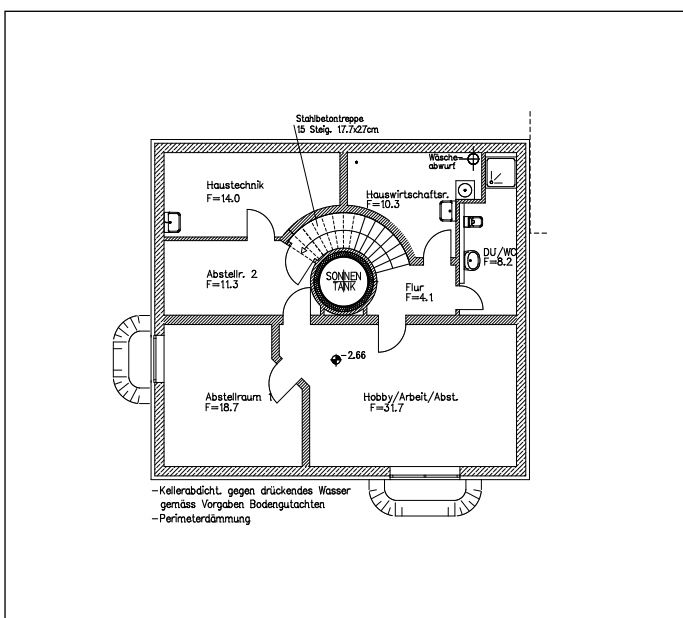 Stahlbetontreppe
15 Steig. 17.7x27cm
Wäsche-
abwurf
Haustechnik
F=14.0
Hauswirtschaftsr.
F=10.3
DU/WC
F=8.2
Abstellr. 2
F=11.3
SONNEN
TANK
Flur
F=4.1
-2.66
Abstellraum 1
F=18.7
Hobby/Arbeit/Abst.
F=31.7
-Kellerabdicht. gegen drückendes Wasser
gemäss Vorgaben Bodengutachten
-Perimeterdämmung